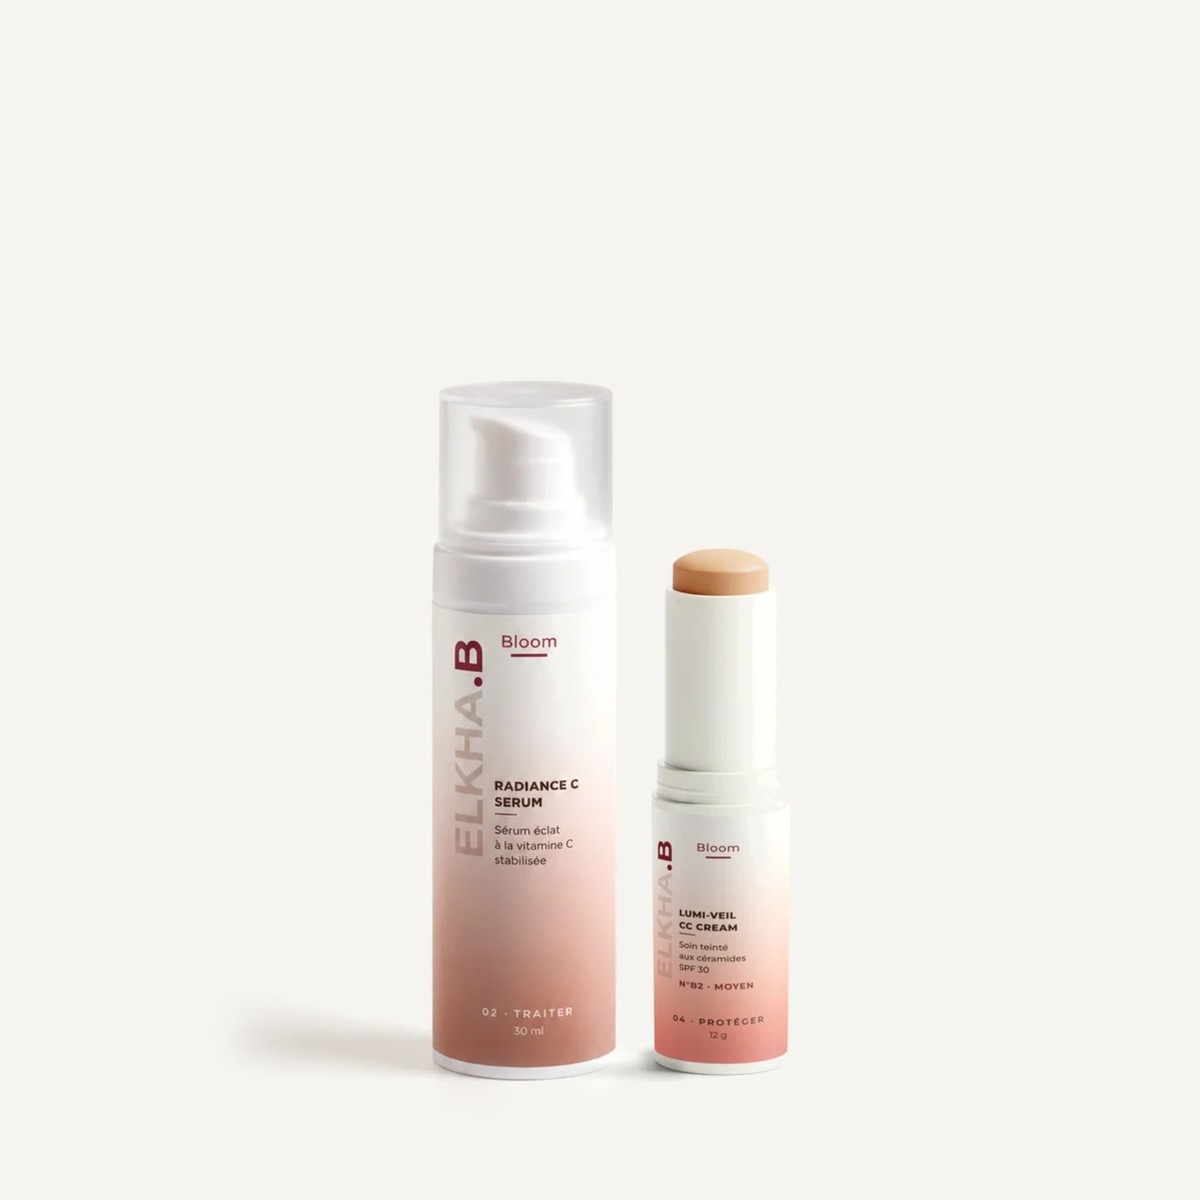 ELKHA.B
Bloom
RADIANCE C
SERUM
Sérum éclat
à la vitamine C
stabilisée
02 · TRAITER
30 ml
ELKHA.B
Bloom
LUMI-VEIL
CC CREAM
Soin teinté
aux céramides
SPF 30
N°B2 · MOYEN
04 · PROTÉGER
12 g